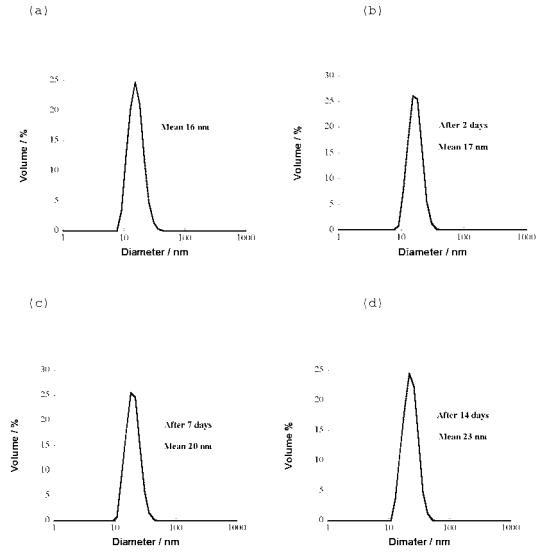 (a)
25
20
15
10
5
0
Volume / %
Mean 16 nm
1
10
100
1000
Diameter / nm
(b)
30
25
20
15
10
5
0
Volume / %
After 2 days
Mean 17 nm
1
10
100
1000
Diameter / nm
(c)
30
25
20
15
10
5
0
Volume / %
After 7 days
Mean 20 nm
1
10
100
1000
Diameter / nm
(d)
25
20
15
10
5
0
Volume %
After 14 days
Mean 23 nm
1
10
100
1000
Dimater / nm